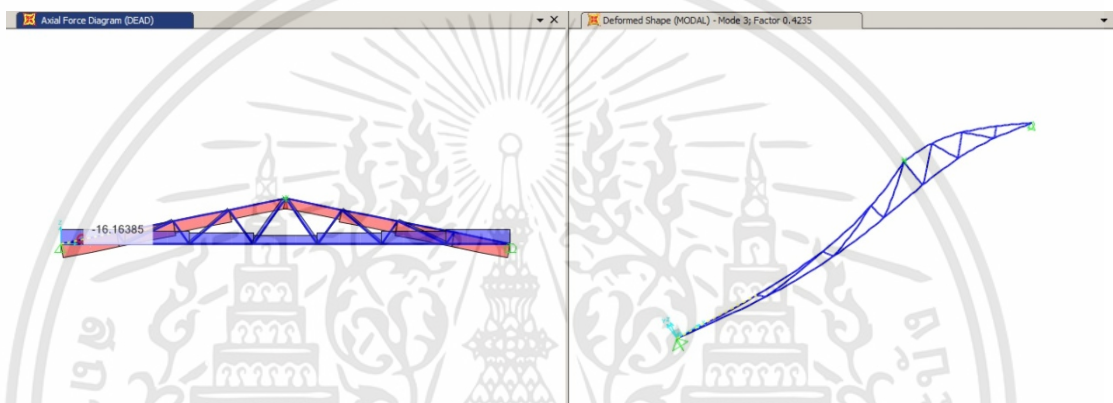 Axial Force Diagram (DEAD)
Deformed Shape (MODAL) - Mode 3; Factor 0.4235
-16.16385